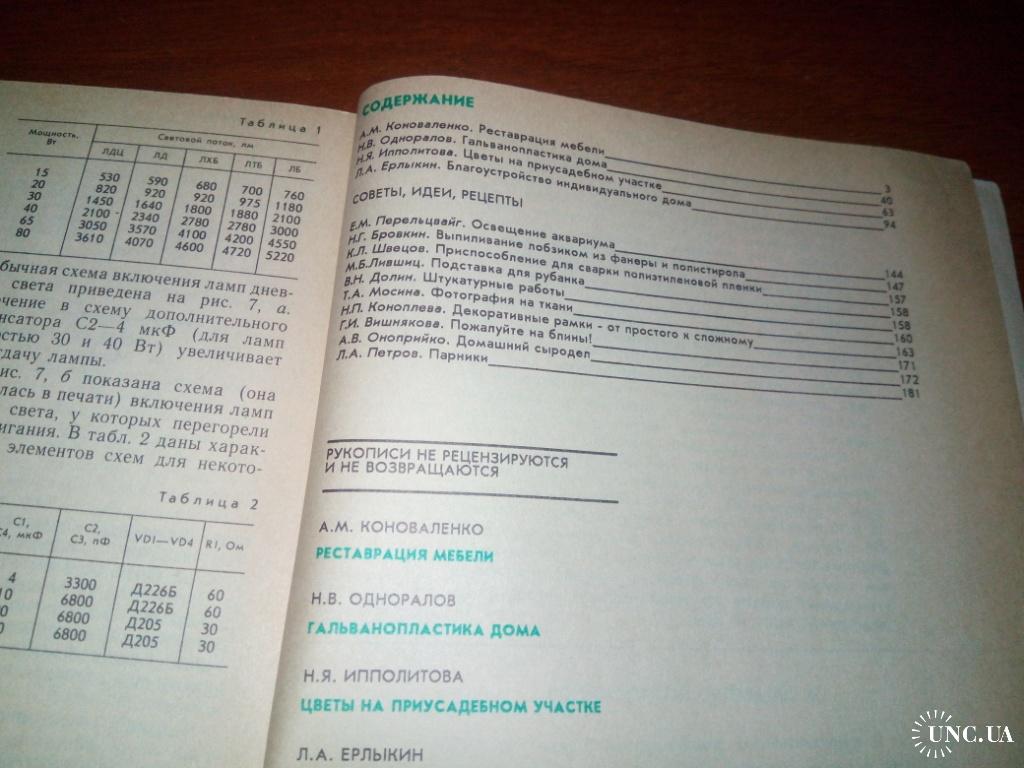 Таблица 1
Мощность, Вт
Световой поток, лм
ЛДЦ ЛД ЛХБ ЛТБ ЛБ
15 530 590 680 700 760
20 820 920 920 975 1180
30 1450 1640 1800 1880 2100
40 2100 2340 2780 2780 3000
65 3050 3570 4100 4200 4550
80 3610 4070 4600 4720 5220
бычная схема включения ламп днев-
света приведена на рис. 7, а.
чение в схему дополнительного
нсатора С2—4 мкФ (для ламп
остью 30 и 40 Вт) увеличивает
тдачу лампы.
ис. 7, б показана схема (она
лась в печати) включения ламп
света, у которых перегорели
игания. В табл. 2 даны харак-
элементов схем для некото-
Таблица 2
С1, С4, мкФ
С2, С3, пФ
VD1—VD4
R1, Ом
4 3300 Д226Б 60
10 6800 Д226Б 60
0 6800 Д205 30
0 6800 Д205 30
СОДЕРЖАНИЕ
А.М. Коноваленко. Реставрация мебели 3
Н.В. Одноралов. Гальванопластика дома 40
Н.Я. Ипполитова. Цветы на приусадебном участке 63
Л.А. Ерлыкин. Благоустройство индивидуального дома 94
СОВЕТЫ, ИДЕИ, РЕЦЕПТЫ
Е.М. Перельцвайг. Освещение аквариума 144
Н.Г. Бровкин. Выпиливание лобзиком из фанеры и полистирола 147
К.Л. Швецов. Приспособление для сварки полиэтиленовой пленки 157
М.Б.Лившиц. Подставка для рубанка 158
В.Н. Долин. Штукатурные работы 158
Т.А. Мосина. Фотография на ткани 160
Н.П. Коноплева. Декоративные рамки - от простого к сложному 163
Г.И. Вишнякова. Пожалуйте на блины! 171
А.В. Оноприйко. Домашний сыродел 172
Л.А. Петров. Парники 181
РУКОПИСИ НЕ РЕЦЕНЗИРУЮТСЯ
И НЕ ВОЗВРАЩАЮТСЯ
А.М. КОНОВАЛЕНКО
РЕСТАВРАЦИЯ МЕБЕЛИ
Н.В. ОДНОРАЛОВ
ГАЛЬВАНОПЛАСТИКА ДОМА
Н.Я. ИППОЛИТОВА
ЦВЕТЫ НА ПРИУСАДЕБНОМ УЧАСТКЕ
Л.А. ЕРЛЫКИН
UNC.UA